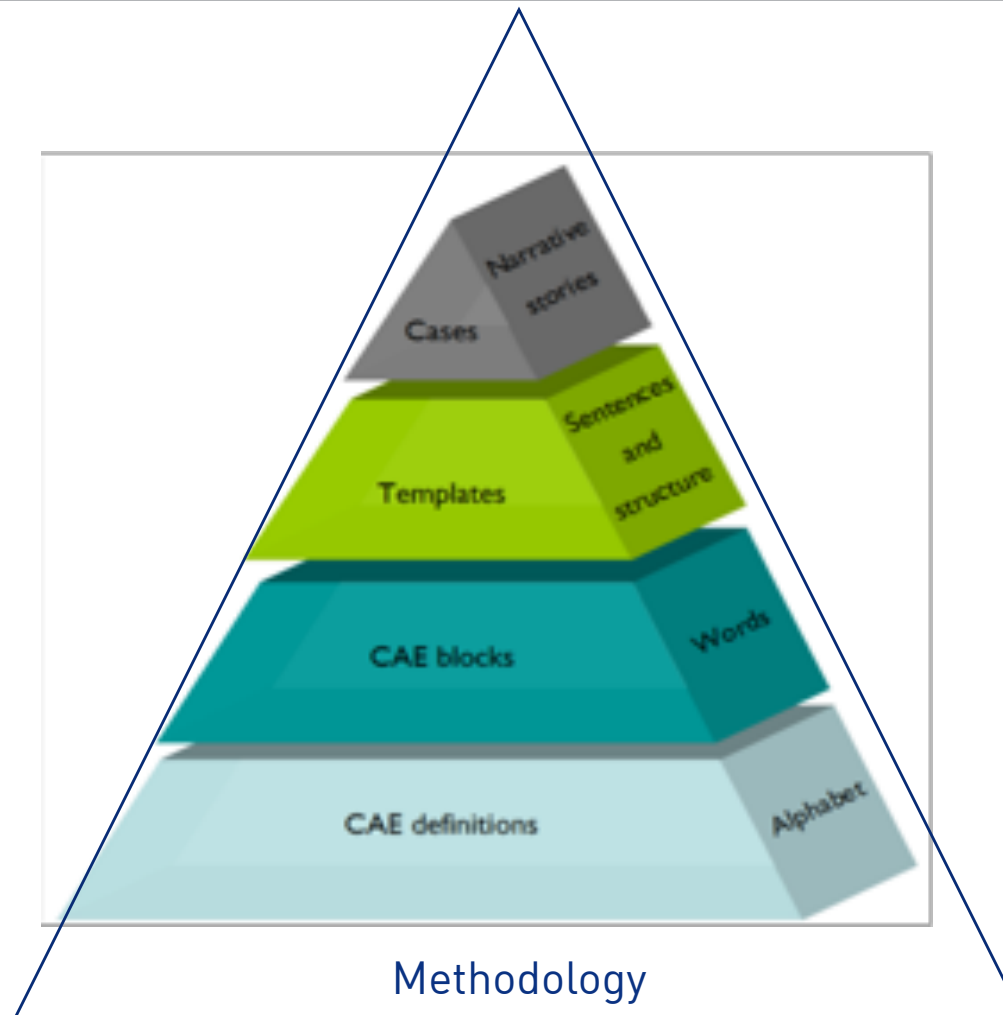 Narrative
stories
Cases
Sentences
and
structure
Templates
Words
CAE blocks
Alphabet
CAE definitions
Methodology